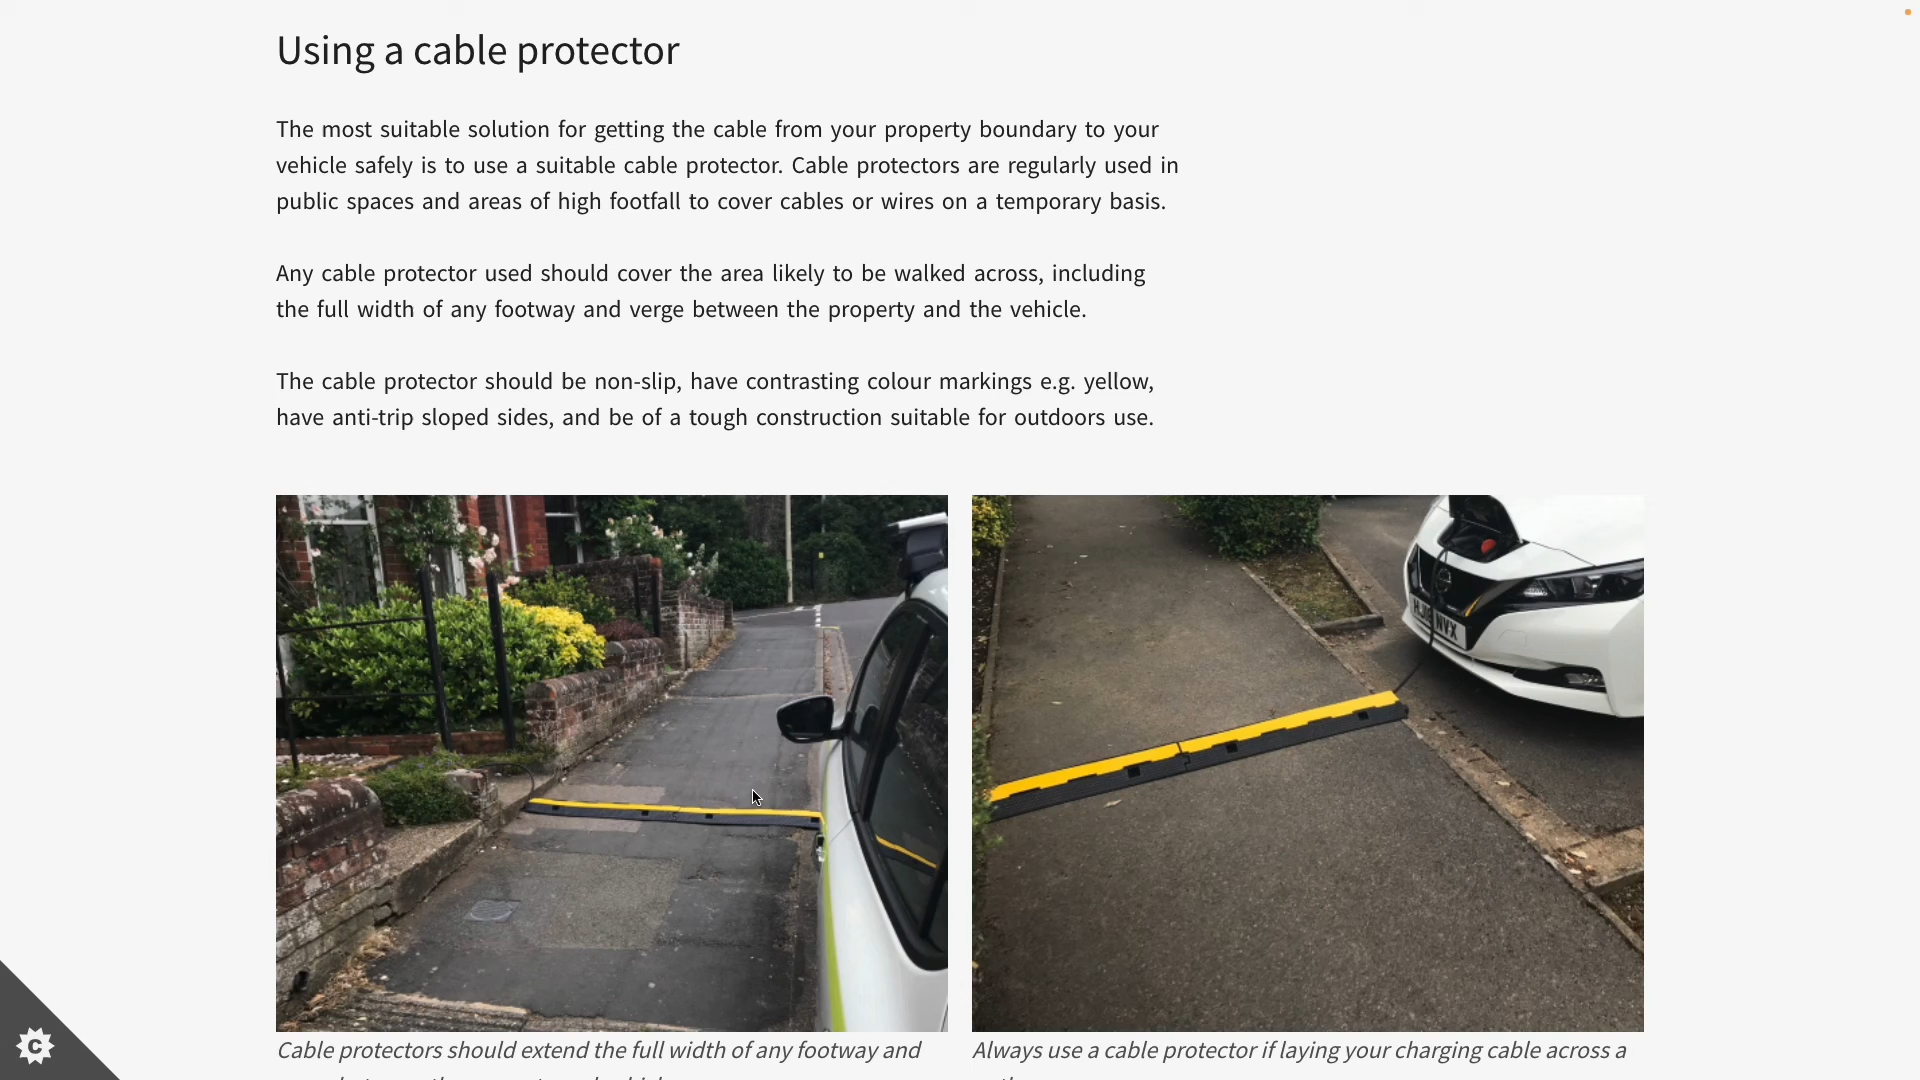 Using a cable protector
The most suitable solution for getting the cable from your property boundary to your
vehicle safely is to use a suitable cable protector. Cable protectors are regularly used in
public spaces and areas of high footfall to cover cables or wires on a temporary basis.
Any cable protector used should cover the area likely to be walked across, including
the full width of any footway and verge between the property and the vehicle.
The cable protector should be non-slip, have contrasting colour markings e.g. yellow,
have anti-trip sloped sides, and be of a tough construction suitable for outdoors use.
NVX
Cable protectors should extend the full width of any footway and
Always use a cable protector if laying your charging cable across a
C